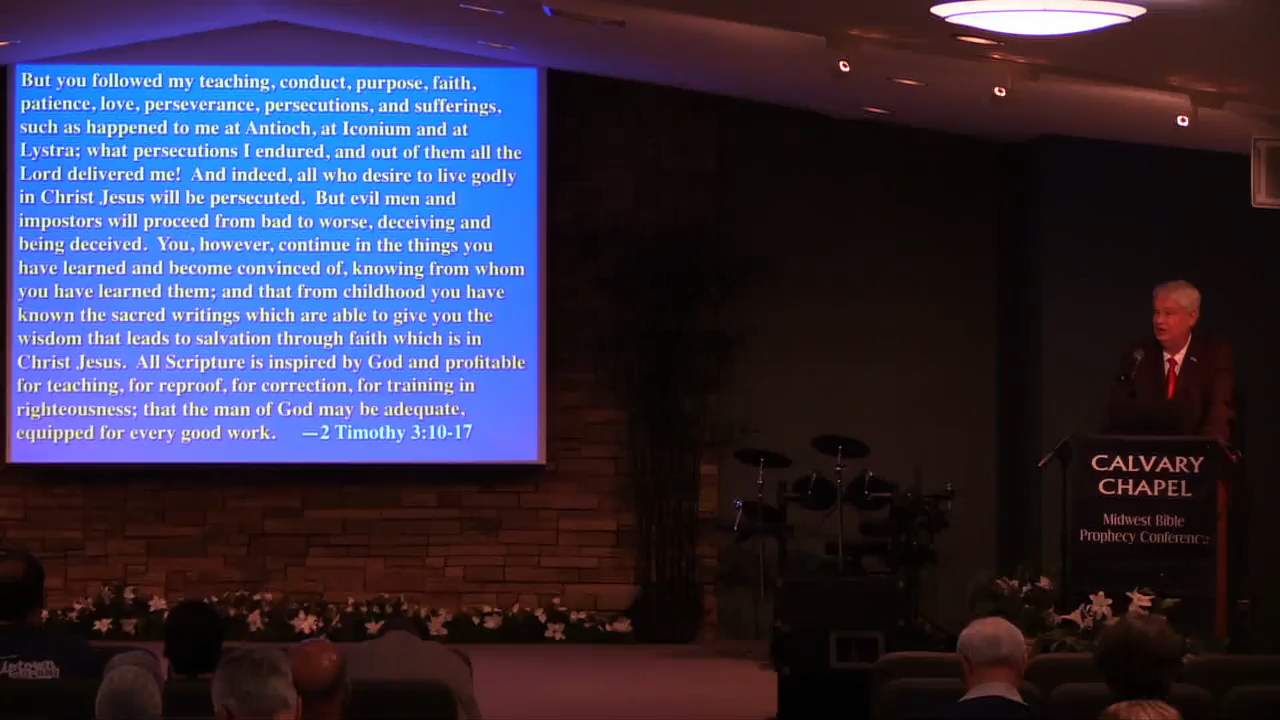 But you followed my teaching, conduct, purpose, faith,
patience, love, perseverance, persecutions, and sufferings,
such as happened to me at Antioch, at Iconium and at
Lystra; what persecutions I endured, and out of them all the
Lord delivered me!  And indeed, all who desire to live godly
in Christ Jesus will be persecuted.  But evil men and
impostors will proceed from bad to worse, deceiving and
being deceived.  You, however, continue in the things you
have learned and become convinced of, knowing from whom
you have learned them; and that from childhood you have
known the sacred writings which are able to give you the
wisdom that leads to salvation through faith which is in
Christ Jesus.  All Scripture is inspired by God and profitable
for teaching, for reproof, for correction, for training in
righteousness; that the man of God may be adequate,
equipped for every good work.    —2 Timothy 3:10-17
CALVARY
CHAPEL
Midwest Bible
Prophecy Conference
Uptown